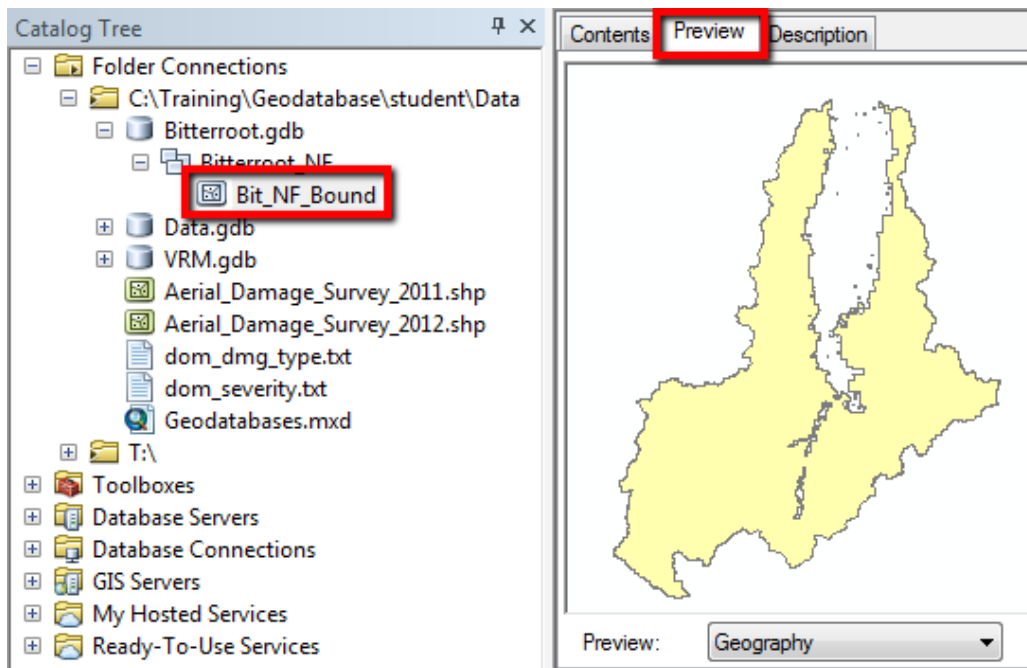 Catalog Tree
Folder Connections
C:\Training\Geodatabase\student\Data
Bitterroot.gdb
Bitterroot_NF
Bit_NF_Bound
Data.gdb
VRM.gdb
Aerial_Damage_Survey_2011.shp
Aerial_Damage_Survey_2012.shp
dom_dmg_type.txt
dom_severity.txt
Geodatabases.mxd
T:\
Toolboxes
Database Servers
Database Connections
GIS Servers
My Hosted Services
Ready-To-Use Services
Contents Preview Description
Preview: Geography